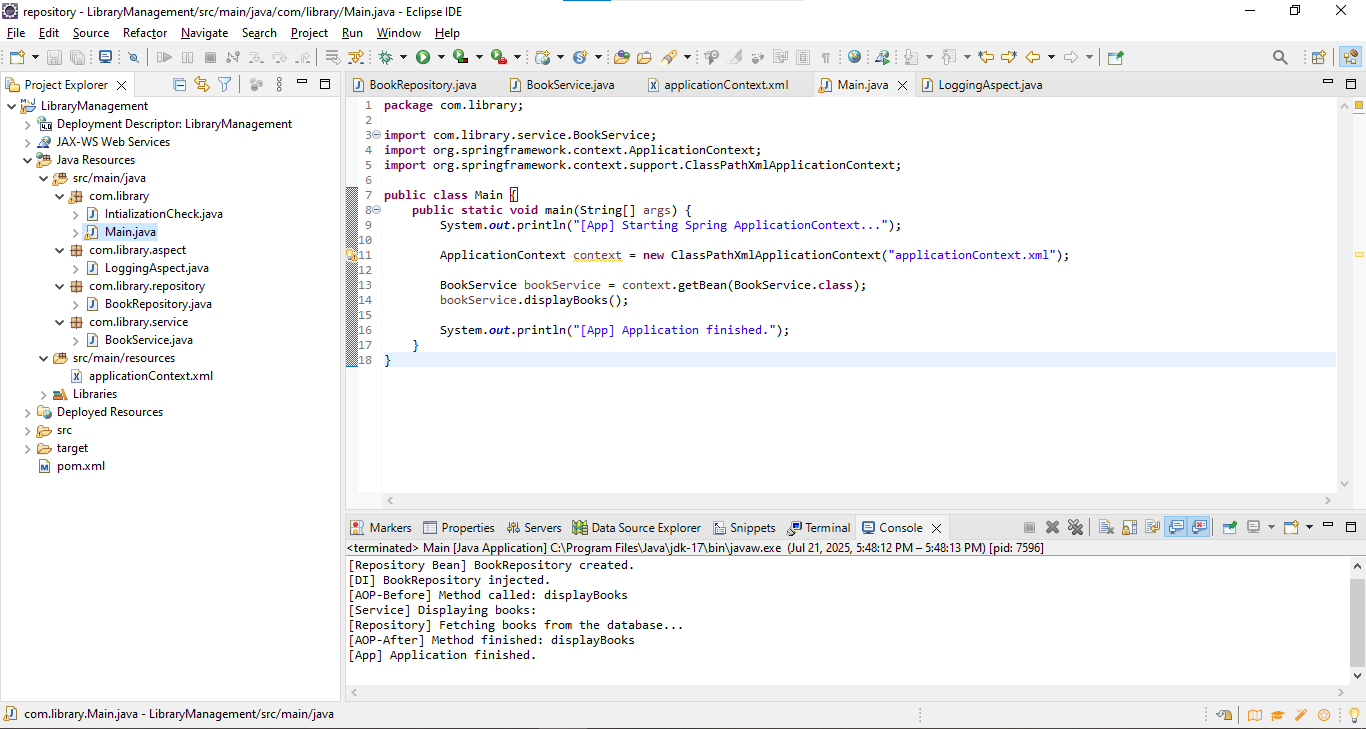 repository - LibraryManagement/src/main/java/com/library/Main.java - Eclipse IDE
File Edit Source Refactor Navigate Search Project Run Window Help
Project Explorer
LibraryManagement
Deployment Descriptor: LibraryManagement
JAX-WS Web Services
Java Resources
src/main/java
com.library
IntializationCheck.java
Main.java
com.library.aspect
LoggingAspect.java
com.library.repository
BookRepository.java
com.library.service
BookService.java
src/main/resources
applicationContext.xml
Libraries
Deployed Resources
src
target
pom.xml
BookRepository.java BookService.java applicationContext.xml Main.java LoggingAspect.java
1 package com.library;
2
3 import com.library.service.BookService;
4 import org.springframework.context.ApplicationContext;
5 import org.springframework.context.support.ClassPathXmlApplicationContext;
6
7 public class Main {
8 public static void main(String[] args) {
9 System.out.println("[App] Starting Spring ApplicationContext...");
10
11 ApplicationContext context = new ClassPathXmlApplicationContext("applicationContext.xml");
12
13 BookService bookService = context.getBean(BookService.class);
14 bookService.displayBooks();
15
16 System.out.println("[App] Application finished.");
17 }
18 }
Markers Properties Servers Data Source Explorer Snippets Terminal Console
<terminated> Main [Java Application] C:\Program Files\Java\jdk-17\bin\javaw.exe (Jul 21, 2025, 5:48:12 PM – 5:48:13 PM) [pid: 7596]
[Repository Bean] BookRepository created.
[DI] BookRepository injected.
[AOP-Before] Method called: displayBooks
[Service] Displaying books:
[Repository] Fetching books from the database...
[AOP-After] Method finished: displayBooks
[App] Application finished.
com.library.Main.java - LibraryManagement/src/main/java